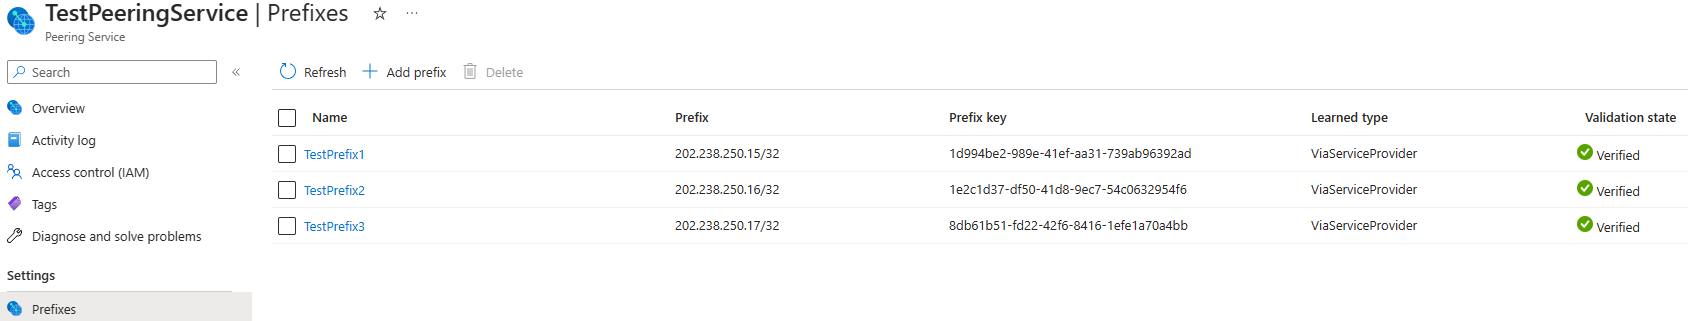 TestPeeringService | Prefixes
Peering Service
Search
Refresh Add prefix Delete
Overview
Activity log
Access control (IAM)
Tags
Diagnose and solve problems
Settings
Prefixes
Name Prefix Prefix key Learned type Validation state
TestPrefix1 202.238.250.15/32 1d994be2-989e-41ef-aa31-739ab96392ad ViaServiceProvider Verified
TestPrefix2 202.238.250.16/32 1e2c1d37-df50-41d8-9ec7-54c0632954f6 ViaServiceProvider Verified
TestPrefix3 202.238.250.17/32 8db61b51-fd22-42f6-8416-1efe1a70a4bb ViaServiceProvider Verified